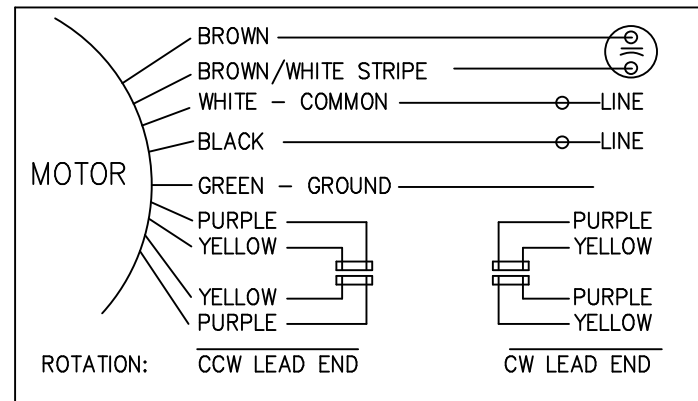 BROWN
BROWN/WHITE STRIPE
WHITE - COMMON LINE
BLACK LINE
MOTOR
GREEN - GROUND
PURPLE PURPLE
YELLOW YELLOW
YELLOW PURPLE
PURPLE YELLOW
ROTATION: CCW LEAD END CW LEAD END